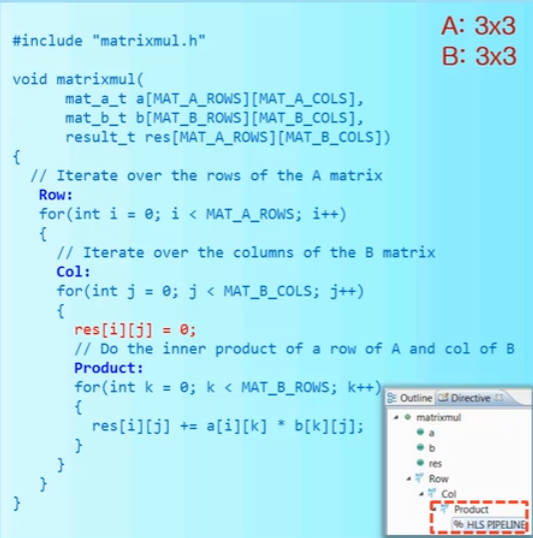 A: 3x3
B: 3x3
#include "matrixmul.h"
void matrixmul(
mat_a_t a[MAT_A_ROWS][MAT_A_COLS],
mat_b_t b[MAT_B_ROWS][MAT_B_COLS],
result_t res[MAT_A_ROWS][MAT_B_COLS])
{
// Iterate over the rows of the A matrix
Row:
for(int i = 0; i < MAT_A_ROWS; i++)
{
// Iterate over the columns of the B matrix
Col:
for(int j = 0; j < MAT_B_COLS; j++)
{
res[i][j] = 0;
// Do the inner product of a row of A and col of B
Product:
for(int k = 0; k < MAT_B_ROWS; k++)
{
res[i][j] += a[i][k] * b[k][j];
}
}
}
}
Outline Directive
matrixmul
a
b
res
Row
Col
Product
% HLS PIPELINE